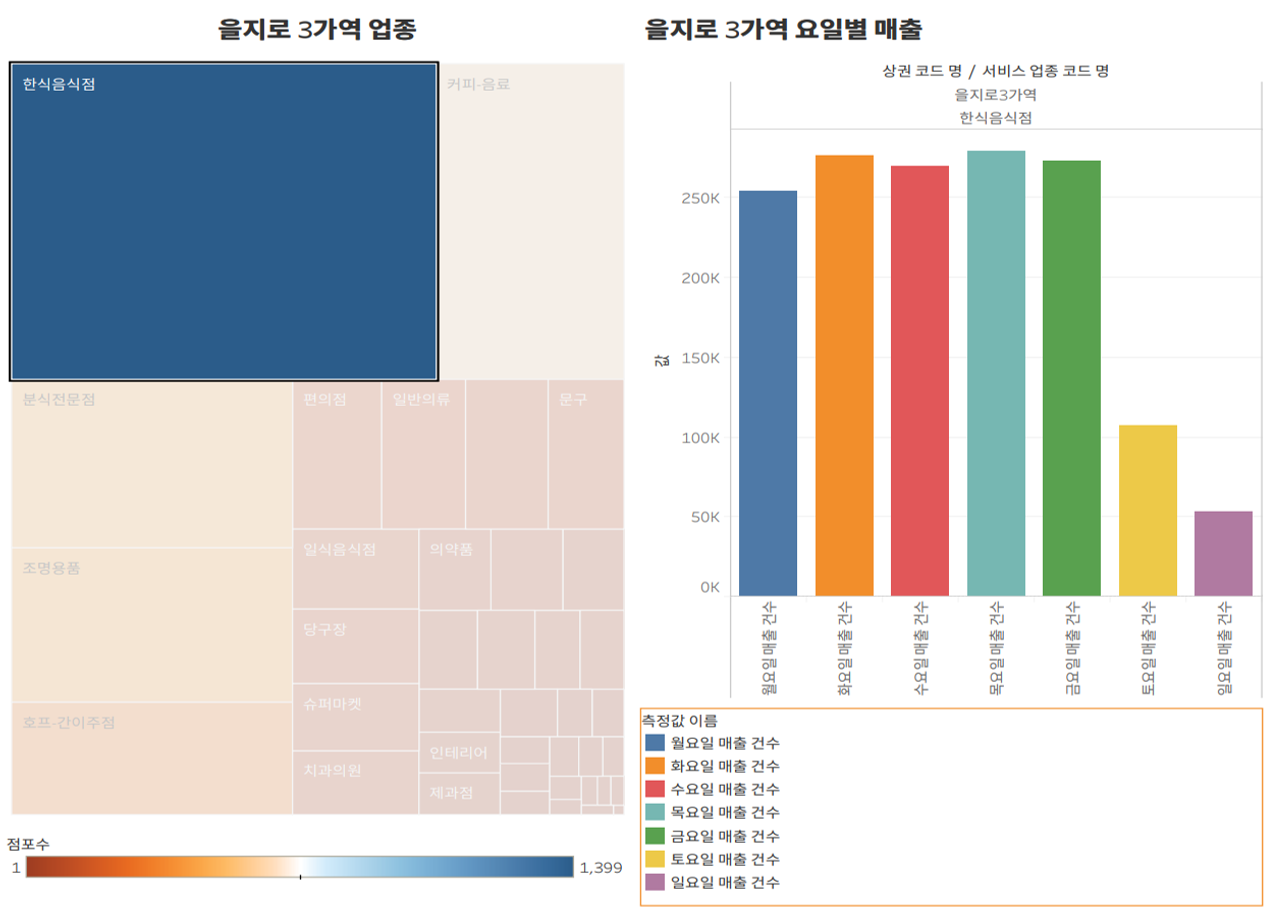 을지로 3가역 업종
한식음식점
커피-음료
분식전문점
편의점
일반의류
문구
조명용품
일식음식점
의약품
당구장
호프-간이주점
슈퍼마켓
인테리어
치과의원
제과점
점포수
1
1,399
을지로 3가역 요일별 매출
상권 코드 명 / 서비스 업종 코드 명
을지로3가역
한식음식점
값
250K
200K
150K
100K
50K
0K
월요일 매출 건수
화요일 매출 건수
수요일 매출 건수
목요일 매출 건수
금요일 매출 건수
토요일 매출 건수
일요일 매출 건수
측정값 이름
월요일 매출 건수
화요일 매출 건수
수요일 매출 건수
목요일 매출 건수
금요일 매출 건수
토요일 매출 건수
일요일 매출 건수